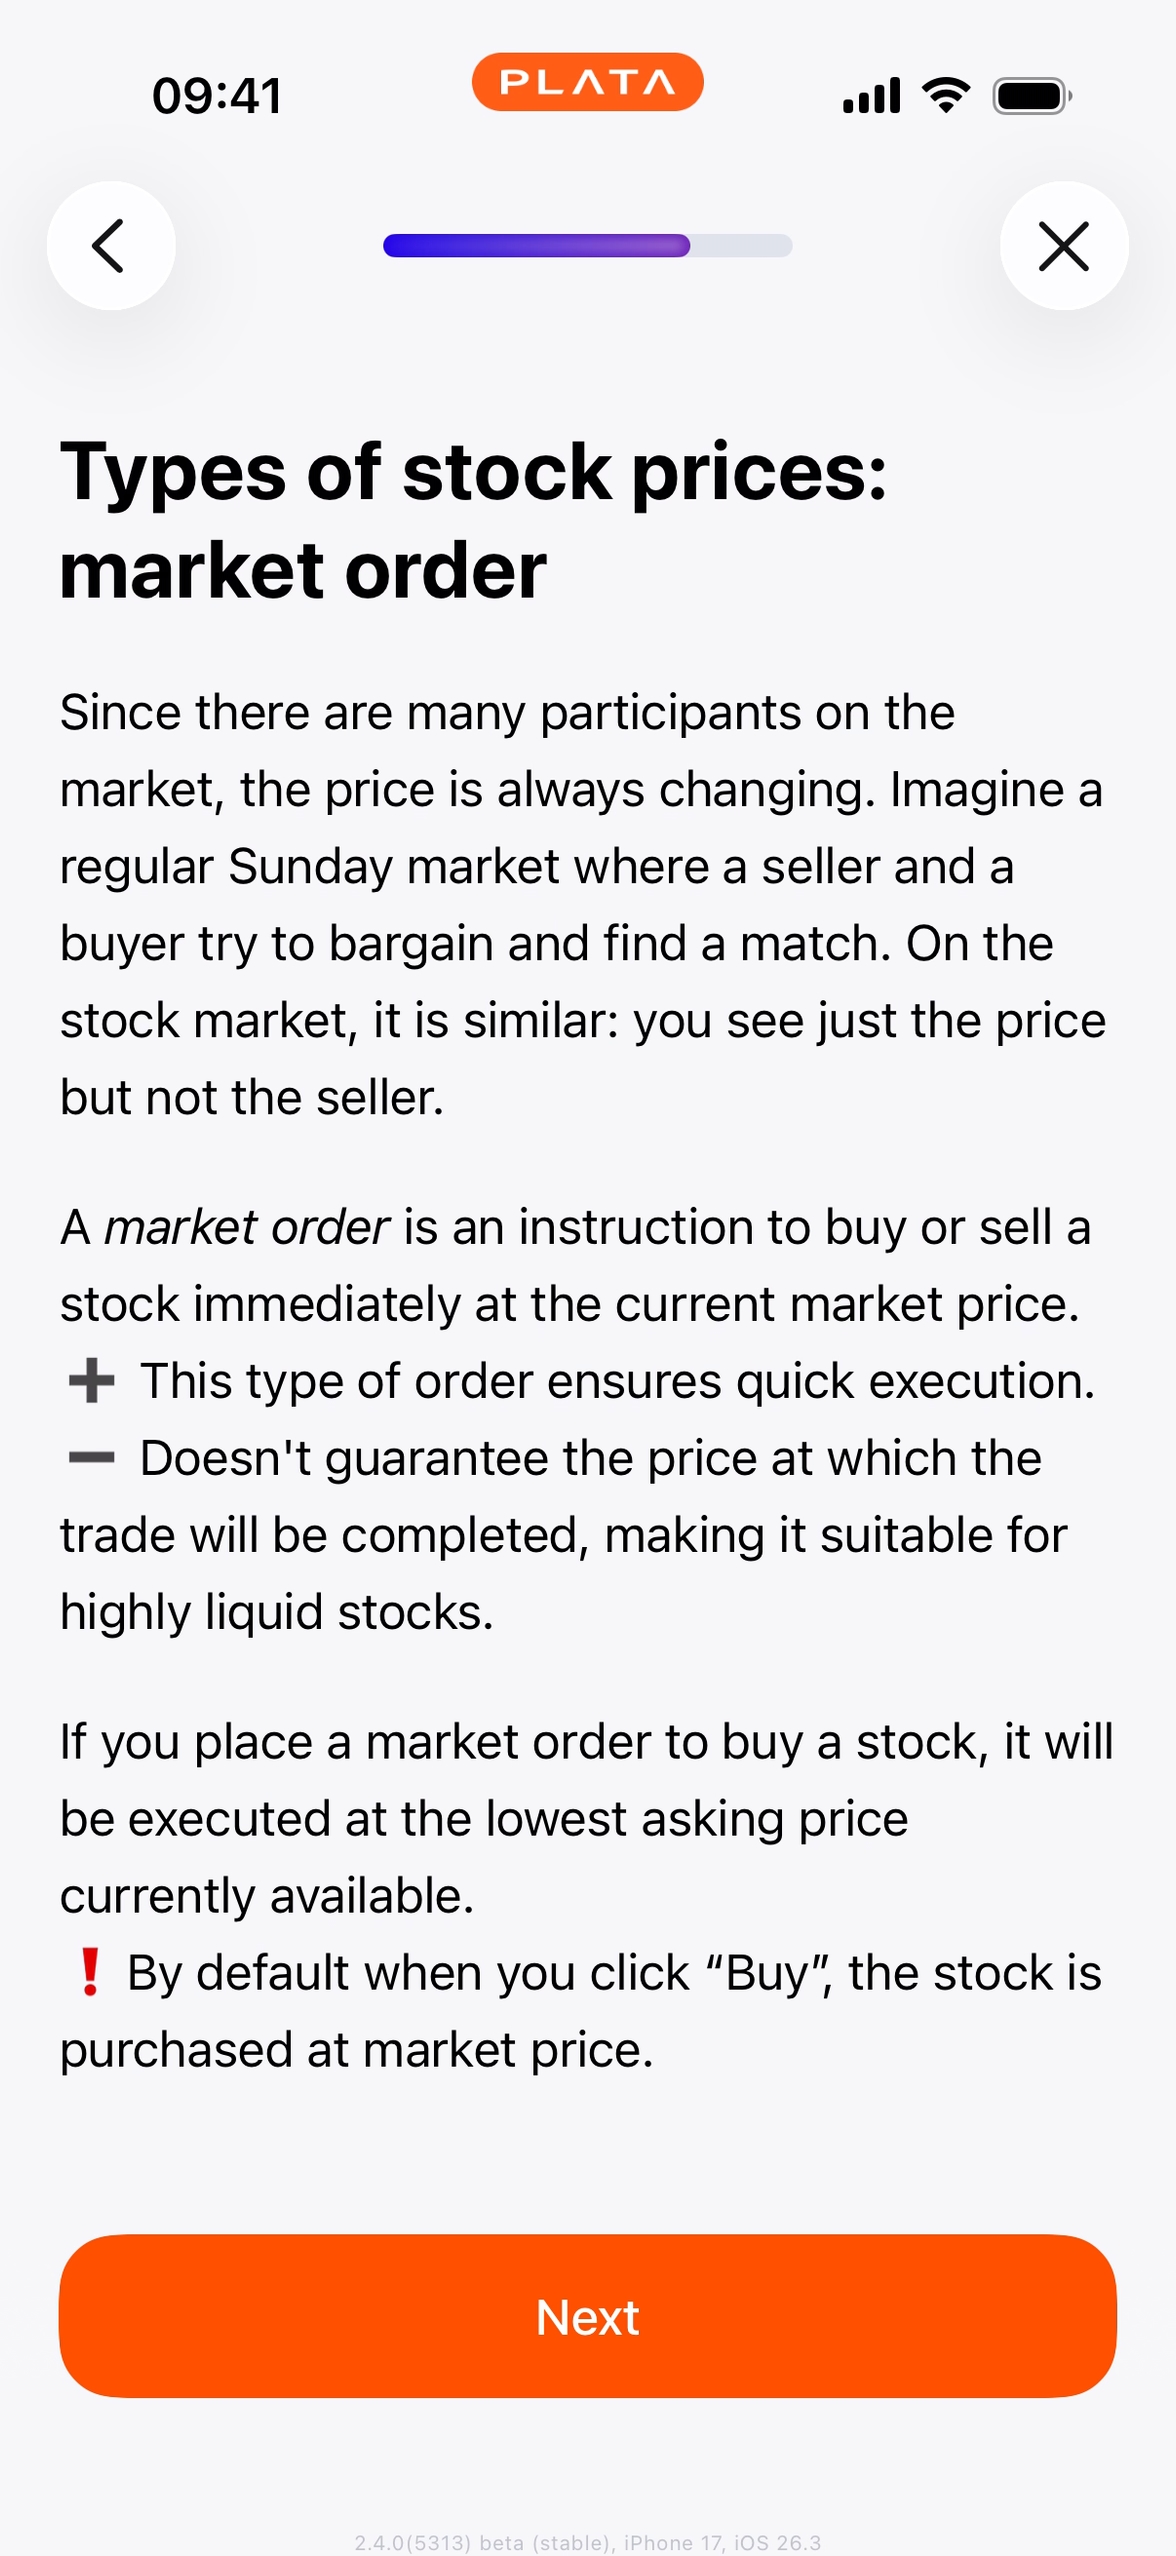 09:41
PLATA
Types of stock prices:
market order
Since there are many participants on the
market, the price is always changing. Imagine a
regular Sunday market where a seller and a
buyer try to bargain and find a match. On the
stock market, it is similar: you see just the price
but not the seller.
A market order is an instruction to buy or sell a
stock immediately at the current market price.
➕ This type of order ensures quick execution.
➖ Doesn't guarantee the price at which the
trade will be completed, making it suitable for
highly liquid stocks.
If you place a market order to buy a stock, it will
be executed at the lowest asking price
currently available.
❗ By default when you click “Buy”, the stock is
purchased at market price.
Next
2.4.0(5313) beta (stable), iPhone 17, iOS 26.3